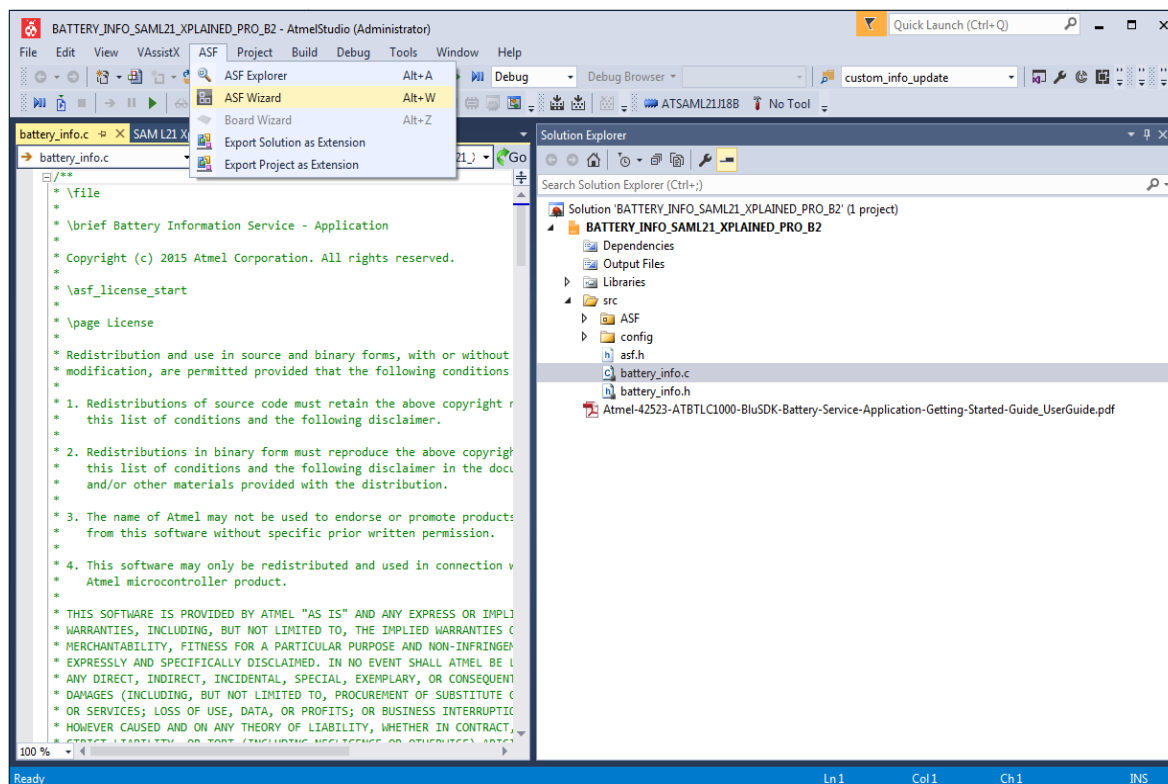 BATTERY_INFO_SAML21_XPLAINED_PRO_B2 - AtmelStudio (Administrator)
Quick Launch (Ctrl+Q)
File Edit View VAssistX ASF Project Build Debug Tools Window Help
ASF Explorer Alt+A
ASF Wizard Alt+W
Board Wizard Alt+Z
Export Solution as Extension
Export Project as Extension
Debug
Debug Browser
custom_info_update
ATSAML21J18B No Tool
battery_info.c SAM L21 X
battery_info.c
Go
/**
* \file
*
* \brief Battery Information Service - Application
*
* Copyright (c) 2015 Atmel Corporation. All rights reserved.
*
* \asf_license_start
*
* \page License
*
* Redistribution and use in source and binary forms, with or without
* modification, are permitted provided that the following conditions
*
* 1. Redistributions of source code must retain the above copyright
* this list of conditions and the following disclaimer.
*
* 2. Redistributions in binary form must reproduce the above copyrigh
* this list of conditions and the following disclaimer in the
* and/or other materials provided with the distribution.
*
* 3. The name of Atmel may not be used to endorse or promote products
* from this software without specific prior written permission.
*
* 4. This software may only be redistributed and used in connection
* Atmel microcontroller product.
*
* THIS SOFTWARE IS PROVIDED BY ATMEL "AS IS" AND ANY EXPRESS OR IMPLI
* WARRANTIES, INCLUDING, BUT NOT LIMITED TO, THE IMPLIED WARRANTIES
* MERCHANTABILITY, FITNESS FOR A PARTICULAR PURPOSE AND NON-INFRINGEM
* EXPRESSLY AND SPECIFICALLY DISCLAIMED. IN NO EVENT SHALL ATMEL BE L
* ANY DIRECT, INDIRECT, INCIDENTAL, SPECIAL, EXEMPLARY, OR CONSEQUENT
* DAMAGES (INCLUDING, BUT NOT LIMITED TO, PROCUREMENT OF SUBSTITUTE
* OR SERVICES; LOSS OF USE, DATA, OR PROFITS; OR BUSINESS INTERRUPTIO
* HOWEVER CAUSED AND ON ANY THEORY OF LIABILITY, WHETHER IN CONTRACT,
100 %
Solution Explorer
Search Solution Explorer (Ctrl+;)
Solution 'BATTERY_INFO_SAML21_XPLAINED_PRO_B2' (1 project)
BATTERY_INFO_SAML21_XPLAINED_PRO_B2
Dependencies
Output Files
Libraries
src
ASF
config
asf.h
battery_info.c
battery_info.h
Atmel-42523-ATBTLC1000-BluSDK-Battery-Service-Application-Getting-Started-Guide_UserGuide.pdf
Ready Ln 1 Col 1 Ch 1 INS